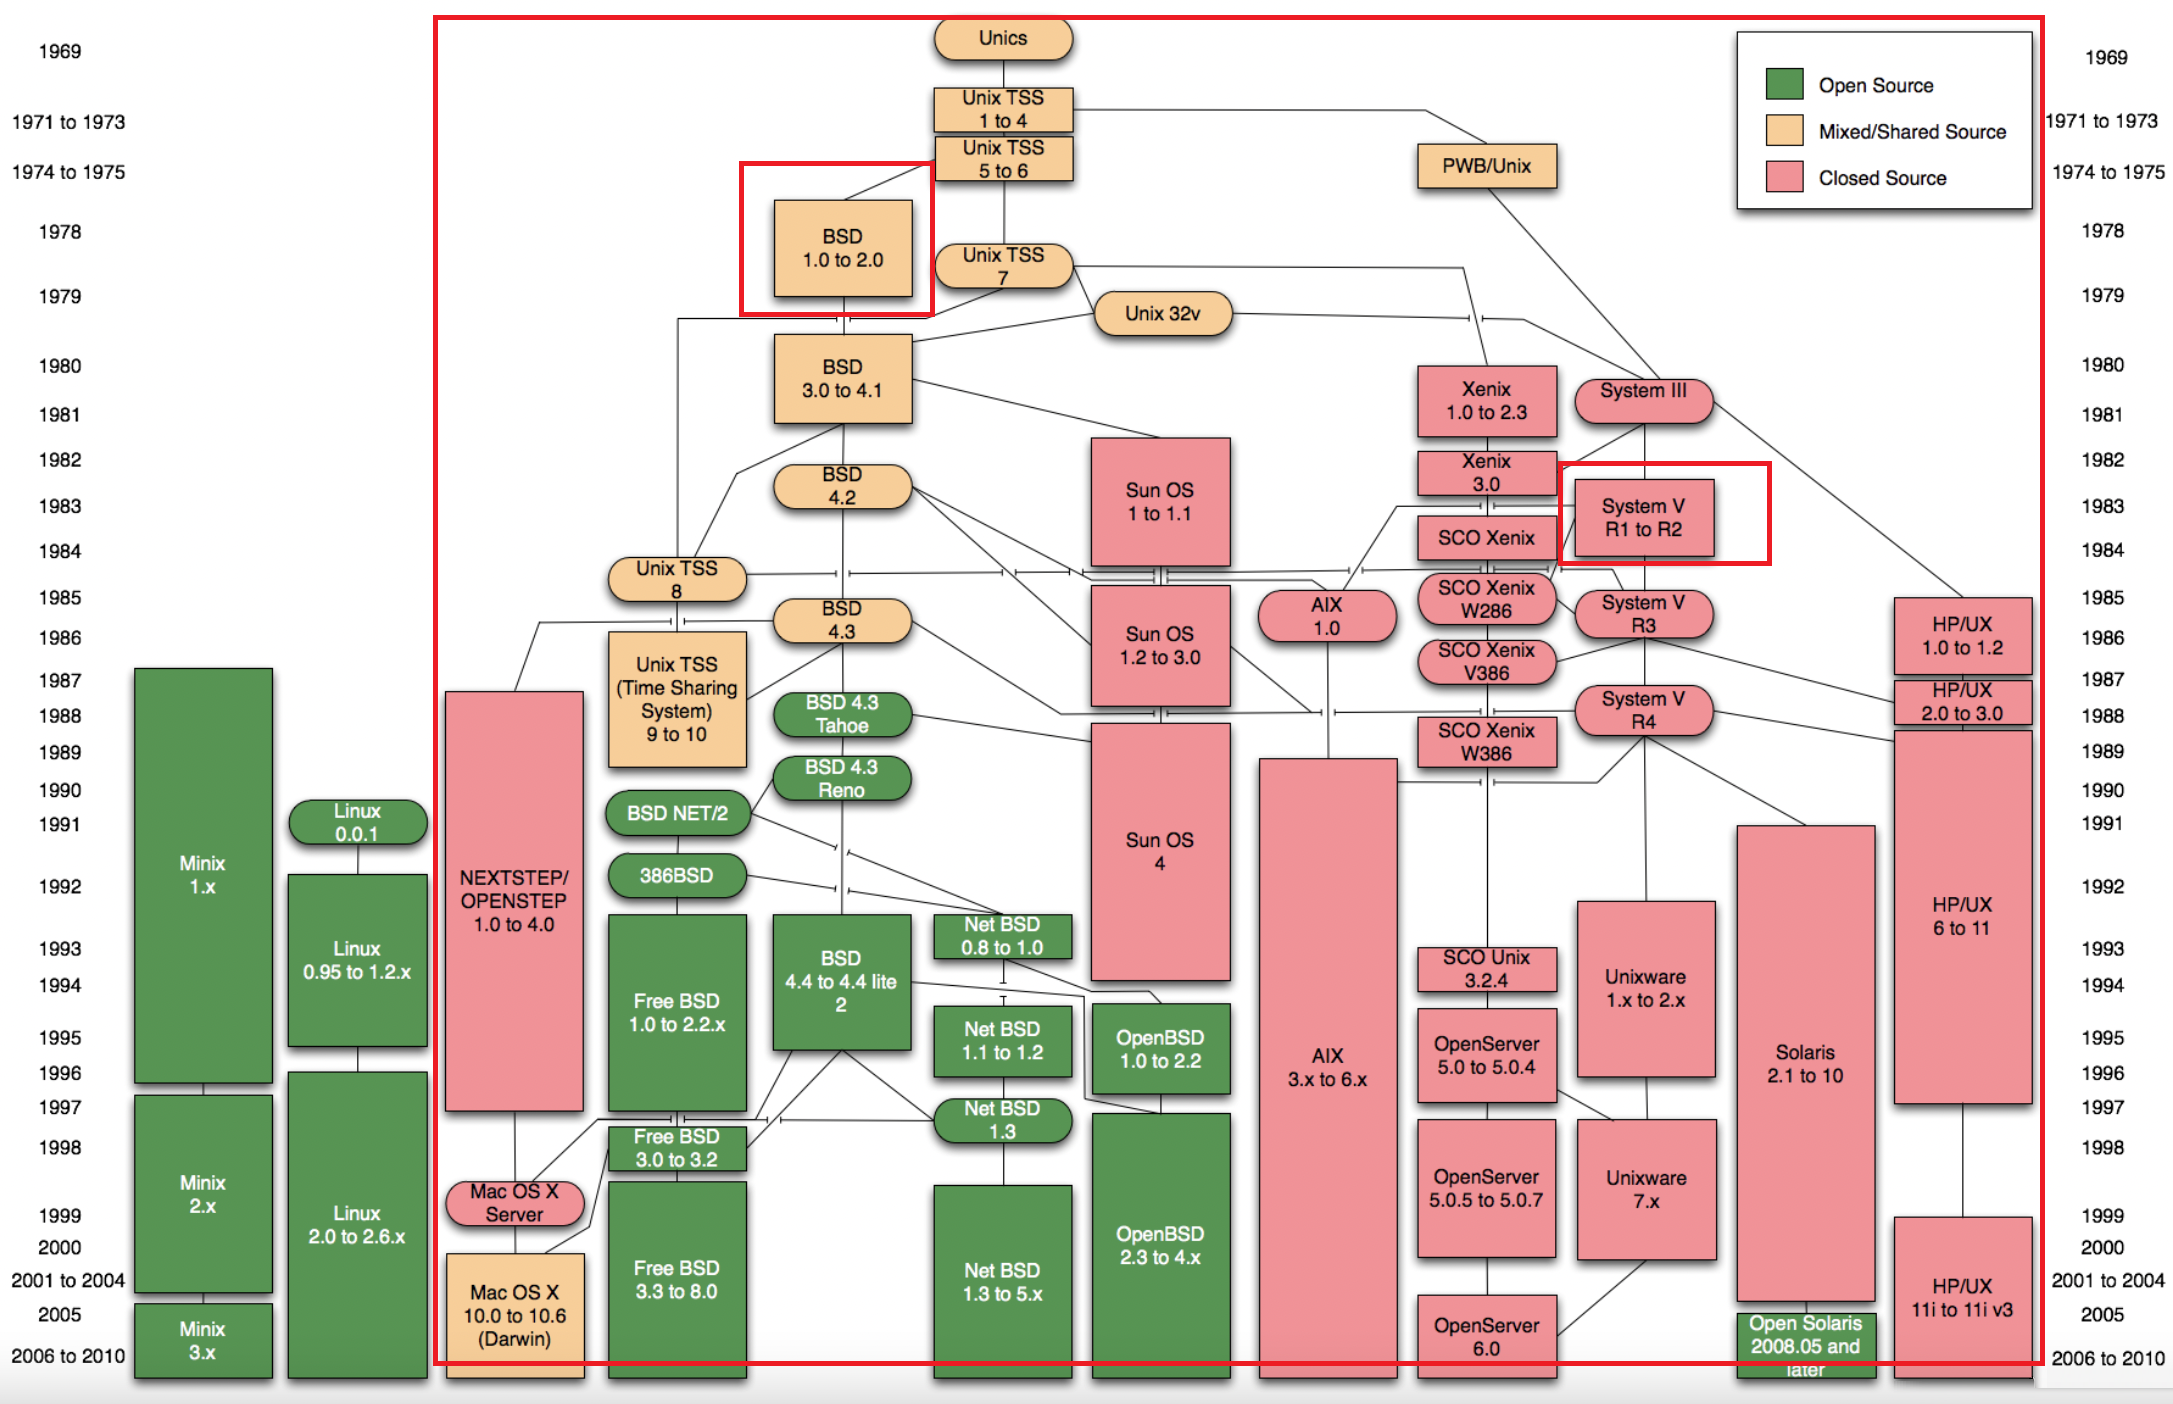 1969
1971 to 1973
1974 to 1975
1978
1979
1980
1981
1982
1983
1984
1985
1986
1987
1988
1989
1990
1991
1992
1993
1994
1995
1996
1997
1998
1999
2000
2001 to 2004
2005
2006 to 2010
Minix
1.x
Minix
2.x
Minix
3.x
Linux
0.0.1
Linux
0.95 to 1.2.x
Linux
2.0 to 2.6.x
Unics
Unix TSS
1 to 4
Unix TSS
5 to 6
PWB/Unix
BSD
1.0 to 2.0
Unix TSS
7
Unix 32v
BSD
3.0 to 4.1
Xenix
1.0 to 2.3
System III
BSD
4.2
Sun OS
1 to 1.1
Xenix
3.0
System V
R1 to R2
SCO Xenix
Unix TSS
8
SCO Xenix
W286
BSD
4.3
Sun OS
1.2 to 3.0
AIX
1.0
System V
R3
HP/UX
1.0 to 1.2
Unix TSS
(Time Sharing
System)
9 to 10
SCO Xenix
V386
BSD 4.3
Tahoe
System V
R4
HP/UX
2.0 to 3.0
SCO Xenix
W386
BSD 4.3
Reno
BSD NET/2
386BSD
Sun OS
4
NEXTSTEP/
OPENSTEP
1.0 to 4.0
HP/UX
6 to 11
Net BSD
0.8 to 1.0
BSD
4.4 to 4.4 lite
2
Free BSD
1.0 to 2.2.x
SCO Unix
3.2.4
Unixware
1.x to 2.x
Net BSD
1.1 to 1.2
OpenBSD
1.0 to 2.2
AIX
3.x to 6.x
OpenServer
5.0 to 5.0.4
Solaris
2.1 to 10
Net BSD
1.3
Free BSD
3.0 to 3.2
Mac OS X
Server
OpenServer
5.0.5 to 5.0.7
Unixware
7.x
Mac OS X
10.0 to 10.6
(Darwin)
Free BSD
3.3 to 8.0
Net BSD
1.3 to 5.x
OpenBSD
2.3 to 4.x
OpenServer
6.0
Open Solaris
2008.05 and
later
HP/UX
11i to 11i v3
Open Source
Mixed/Shared Source
Closed Source
1969
1971 to 1973
1974 to 1975
1978
1979
1980
1981
1982
1983
1984
1985
1986
1987
1988
1989
1990
1991
1992
1993
1994
1995
1996
1997
1998
1999
2000
2001 to 2004
2005
2006 to 2010